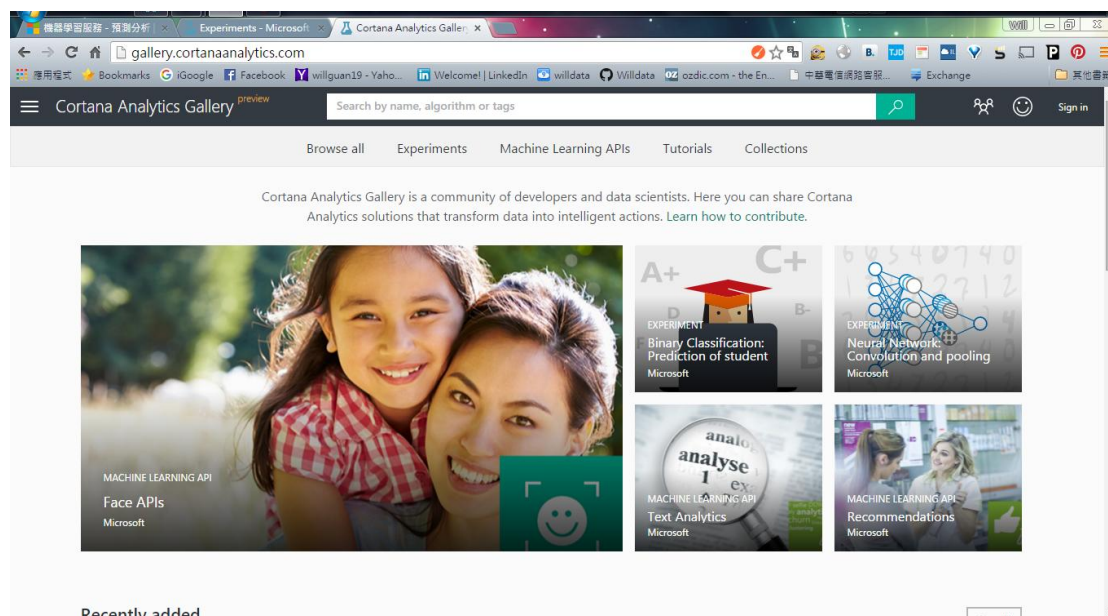 機器學習服務 - 預測分析
Experiments - Microsoft
Cortana Analytics Gallery
Will
gallery.cortanaanalytics.com
應用程式
Bookmarks
iGoogle
Facebook
willguan19 - Yaho...
Welcome! | LinkedIn
willdata
Willdata
ozdic.com - the En...
中華電信網路客服...
Exchange
其他書籤
Cortana Analytics Gallery preview
Search by name, algorithm or tags
Sign in
Browse all
Experiments
Machine Learning APIs
Tutorials
Collections
Cortana Analytics Gallery is a community of developers and data scientists. Here you can share Cortana
Analytics solutions that transform data into intelligent actions. Learn how to contribute.
MACHINE LEARNING API
Face APIs
Microsoft
A+
C+
D
B-
B
EXPERIMENT
Binary Classification:
Prediction of student
Microsoft
EXPERIMENT
Neural Network:
Convolution and pooling
Microsoft
analyse
MACHINE LEARNING API
Text Analytics
Microsoft
MACHINE LEARNING API
Recommendations
Microsoft
Recently added